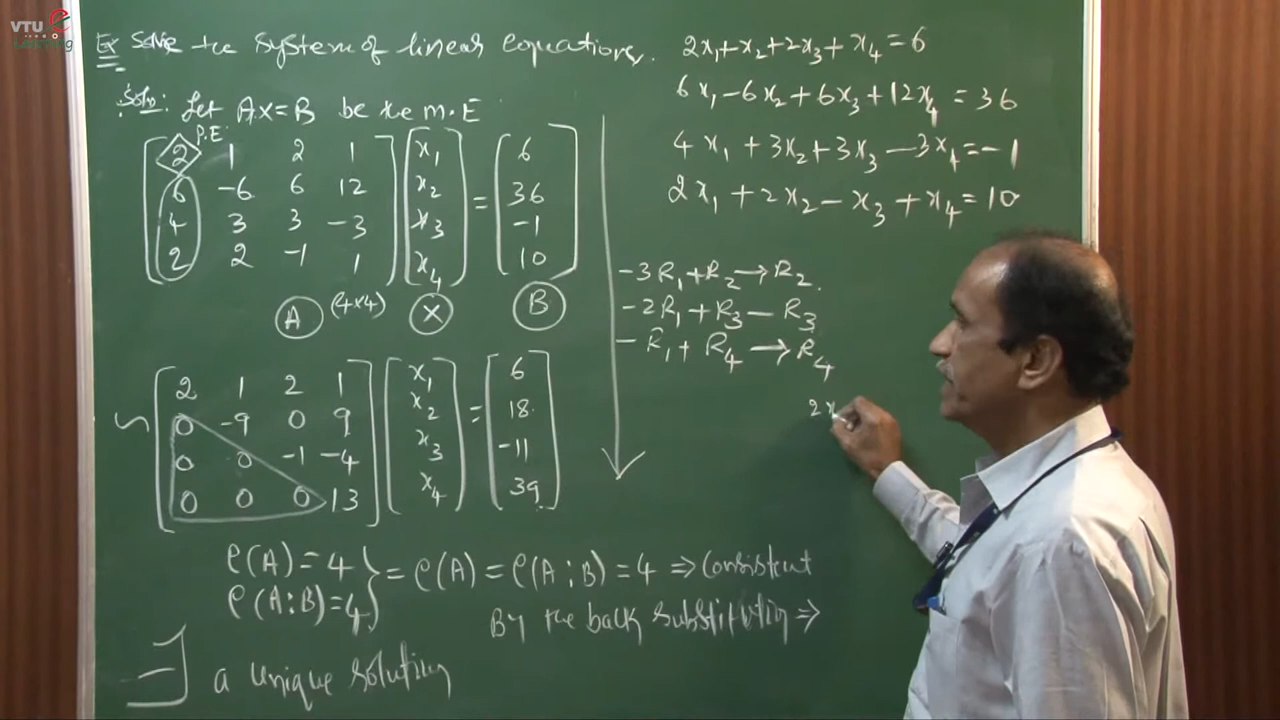 VTU e
Learning
Ex Solve the system of linear equations.
2x₁+x₂+2x₃+x₄=6
6x₁-6x₂+6x₃+12x₄=36
4x₁+3x₂+3x₃-3x₄=-1
2x₁+2x₂-x₃+x₄=10
Soln: Let AX=B be the M.E
P.E
[2 1 2 1] [x₁] [6]
[6 -6 6 12] [x₂] = [36]
[4 3 3 -3] [x₃] [-1]
[2 2 -1 1] [x₄] [10]
A (4x4) X B
-3R₁+R₂→R₂.
-2R₁+R₃-R₃
-R₁+R₄→R₄
~ [2 1 2 1] [x₁] [6]
[0 -9 0 9] [x₂] = [18]
[0 0 -1 -4] [x₃] [-11]
[0 0 0 13] [x₄] [39]
2x
ρ(A)=4
ρ(A:B)=4 } = ρ(A)=ρ(A:B)=4 ⇒ Consistent
By the back substitution ⇒
∃ a unique solution